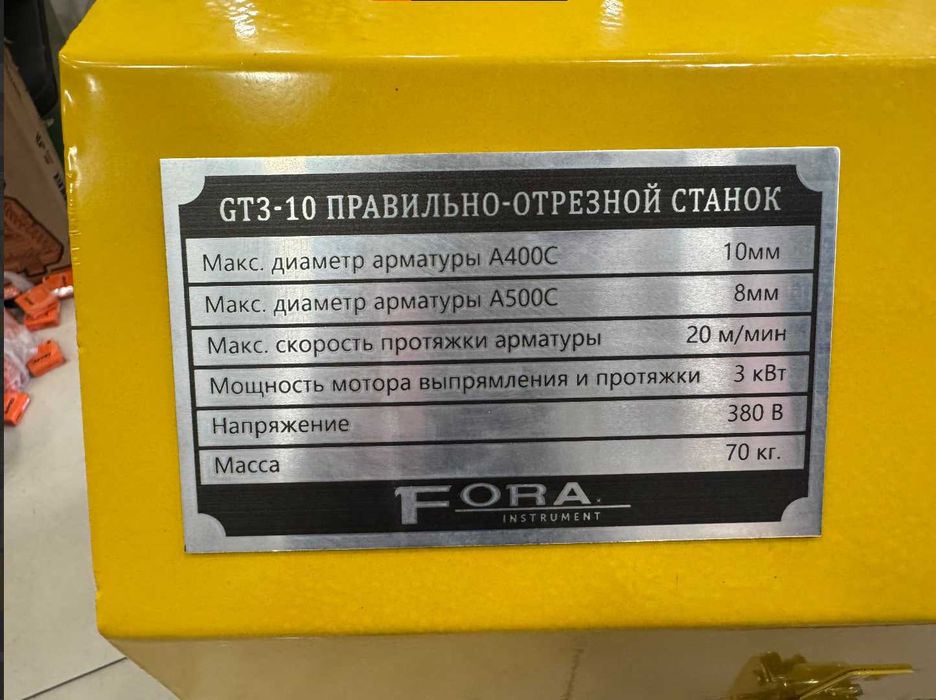 GT3-10 ПРАВИЛЬНО-ОТРЕЗНОЙ СТАНОК
Макс. диаметр арматуры А400С 10мм
Макс. диаметр арматуры А500С 8мм
Макс. скорость протяжки арматуры 20 м/мин
Мощность мотора выпрямления и протяжки 3 кВт
Напряжение 380 В
Масса 70 кг.
FORA.
INSTRUMENT